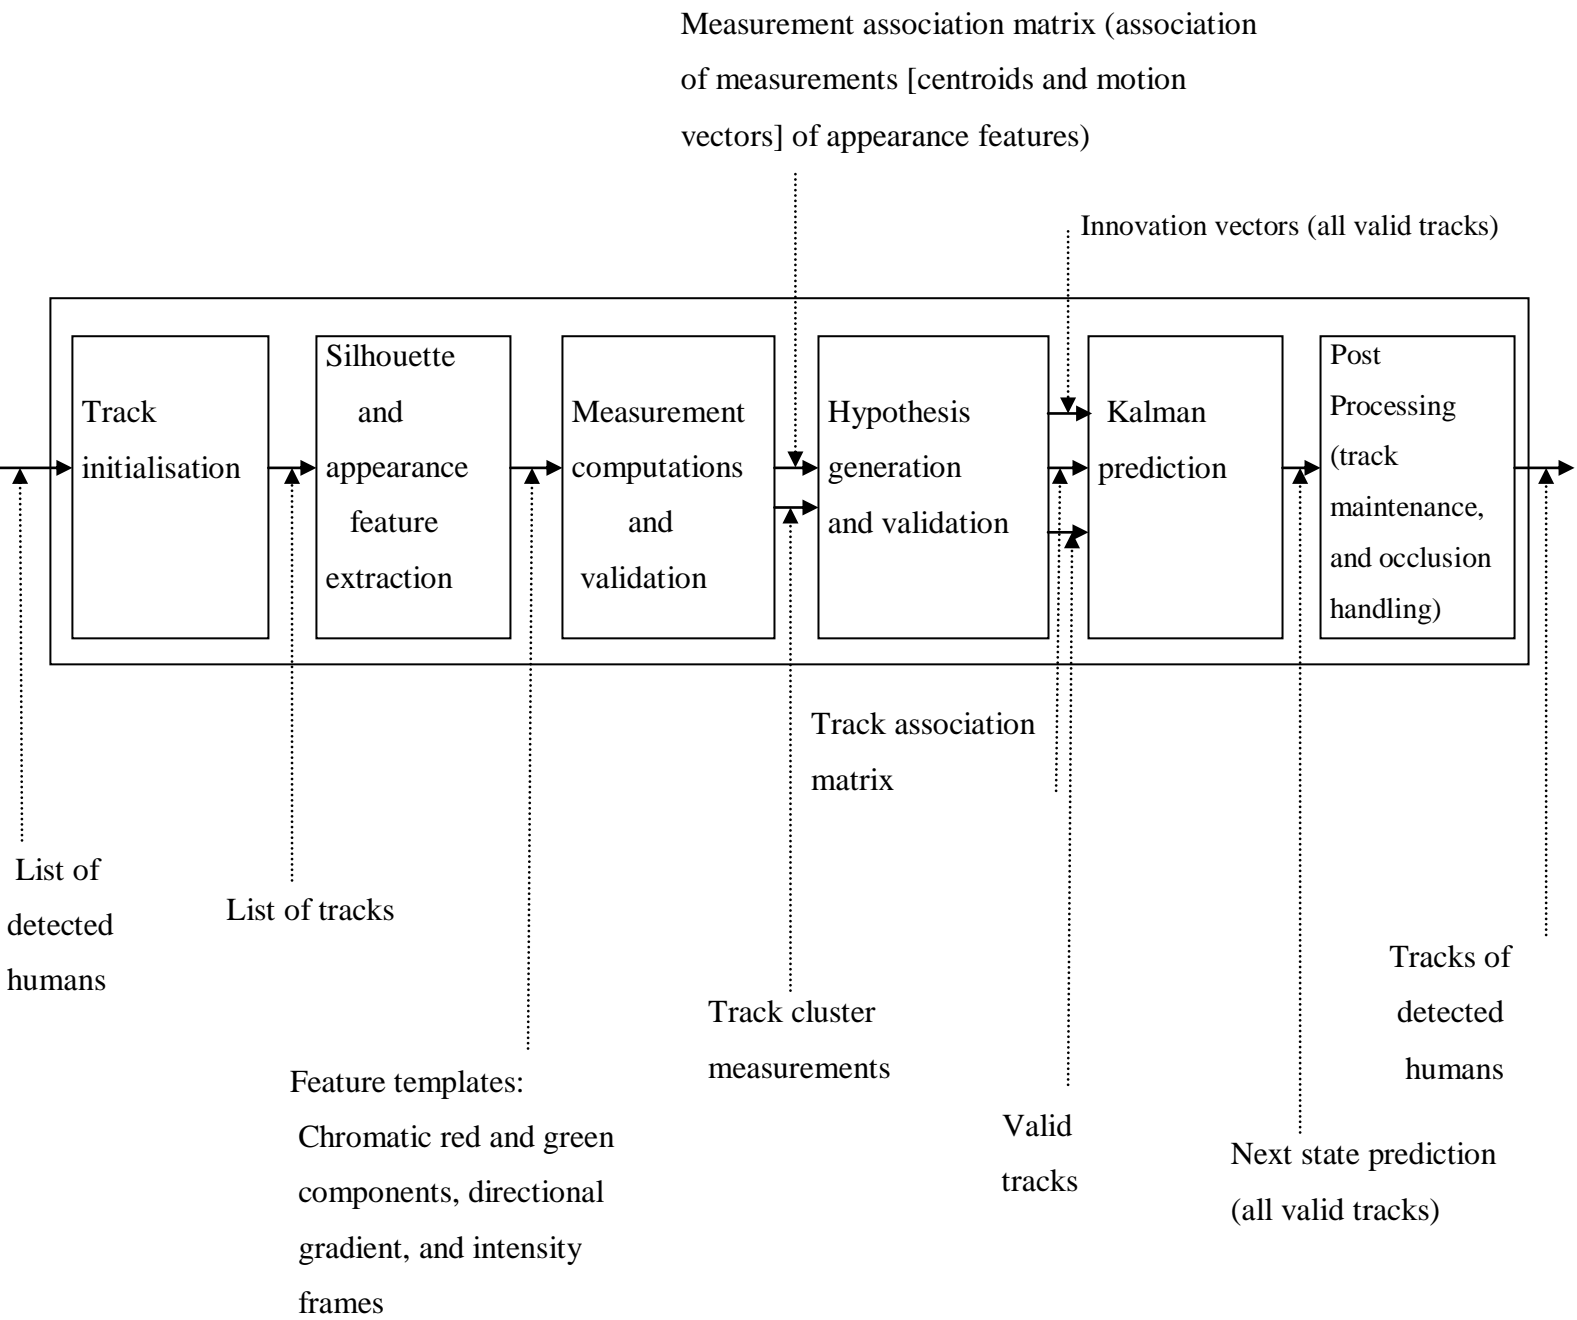 Measurement association matrix (association
of measurements [centroids and motion
vectors] of appearance features)
Innovation vectors (all valid tracks)
Track
initialisation
Silhouette
and
appearance
feature
extraction
Measurement
computations
and
validation
Hypothesis
generation
and validation
Kalman
prediction
Post
Processing
(track
maintenance,
and occlusion
handling)
Track association
matrix
List of
detected
humans
List of tracks
Tracks of
detected
humans
Track cluster
measurements
Feature templates:
Chromatic red and green
components, directional
gradient, and intensity
frames
Valid
tracks
Next state prediction
(all valid tracks)